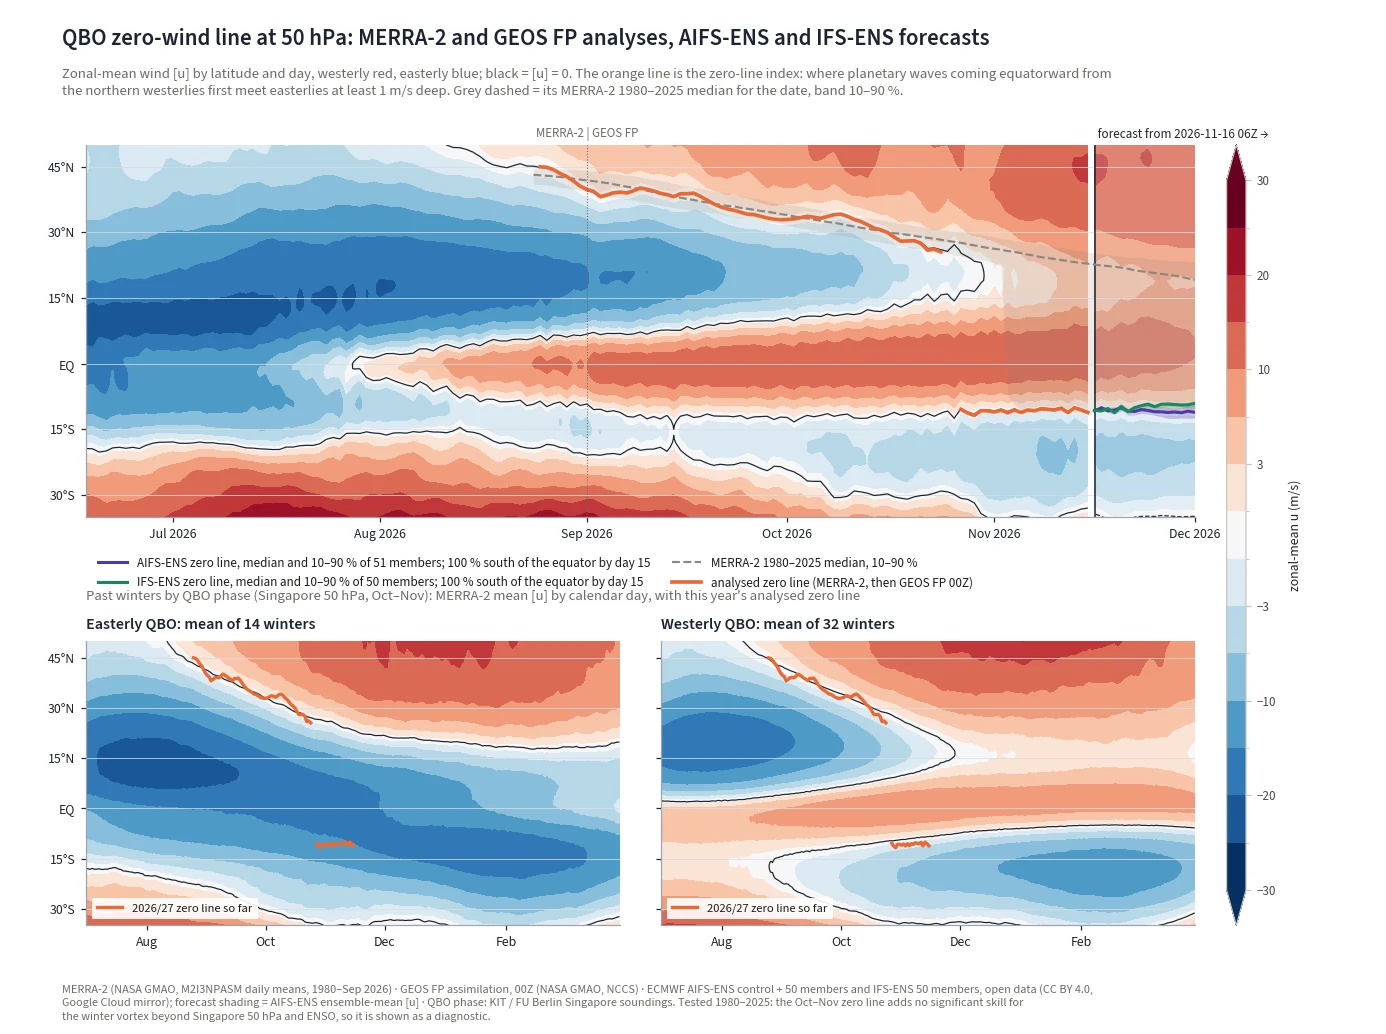 QBO zero-wind line at 50 hPa: MERRA-2 and GEOS FP analyses, AIFS-ENS and IFS-ENS forecasts
Zonal-mean wind [u] by latitude and day, westerly red, easterly blue; black = [u] = 0. The orange line is the zero-line index: where planetary waves coming equatorward from
the northern westerlies first meet easterlies at least 1 m/s deep. Grey dashed = its MERRA-2 1980–2025 median for the date, band 10–90 %.
MERRA-2 | GEOS FP
forecast from 2026-11-16 06Z →
45°N
30°N
15°N
EQ
15°S
30°S
Jul 2026
Aug 2026
Sep 2026
Oct 2026
Nov 2026
Dec 2026
30
20
10
3
−3
−10
−20
−30
zonal-mean u (m/s)
AIFS-ENS zero line, median and 10–90 % of 51 members; 100 % south of the equator by day 15
IFS-ENS zero line, median and 10–90 % of 50 members; 100 % south of the equator by day 15
MERRA-2 1980–2025 median, 10–90 %
analysed zero line (MERRA-2, then GEOS FP 00Z)
Past winters by QBO phase (Singapore 50 hPa, Oct–Nov): MERRA-2 mean [u] by calendar day, with this year's analysed zero line
Easterly QBO: mean of 14 winters
45°N
30°N
15°N
EQ
15°S
30°S
2026/27 zero line so far
Aug
Oct
Dec
Feb
Westerly QBO: mean of 32 winters
2026/27 zero line so far
Aug
Oct
Dec
Feb
MERRA-2 (NASA GMAO, M2I3NPASM daily means, 1980–Sep 2026) · GEOS FP assimilation, 00Z (NASA GMAO, NCCS) · ECMWF AIFS-ENS control + 50 members and IFS-ENS 50 members, open data (CC BY 4.0,
Google Cloud mirror); forecast shading = AIFS-ENS ensemble-mean [u] · QBO phase: KIT / FU Berlin Singapore soundings. Tested 1980–2025: the Oct–Nov zero line adds no significant skill for
the winter vortex beyond Singapore 50 hPa and ENSO, so it is shown as a diagnostic.